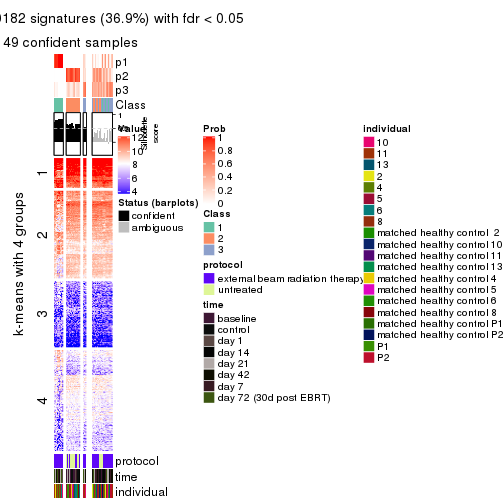 0182 signatures (36.9%) with fdr < 0.05
49 confident samples
p1
p2
p3
Class
1
Silhouette
score
Value
12
10
8
6
4
Status (barplots)
confident
ambiguous
k-means with 4 groups
1
2
3
4
protocol
time
individual
Prob
1
0.8
0.6
0.4
0.2
0
Class
1
2
3
protocol
external beam radiation therapy
untreated
time
baseline
control
day 1
day 14
day 21
day 42
day 7
day 72 (30d post EBRT)
individual
10
11
13
2
4
5
6
8
matched healthy control 2
matched healthy control 10
matched healthy control 11
matched healthy control 13
matched healthy control 4
matched healthy control 5
matched healthy control 6
matched healthy control 8
matched healthy control P1
matched healthy control P2
P1
P2